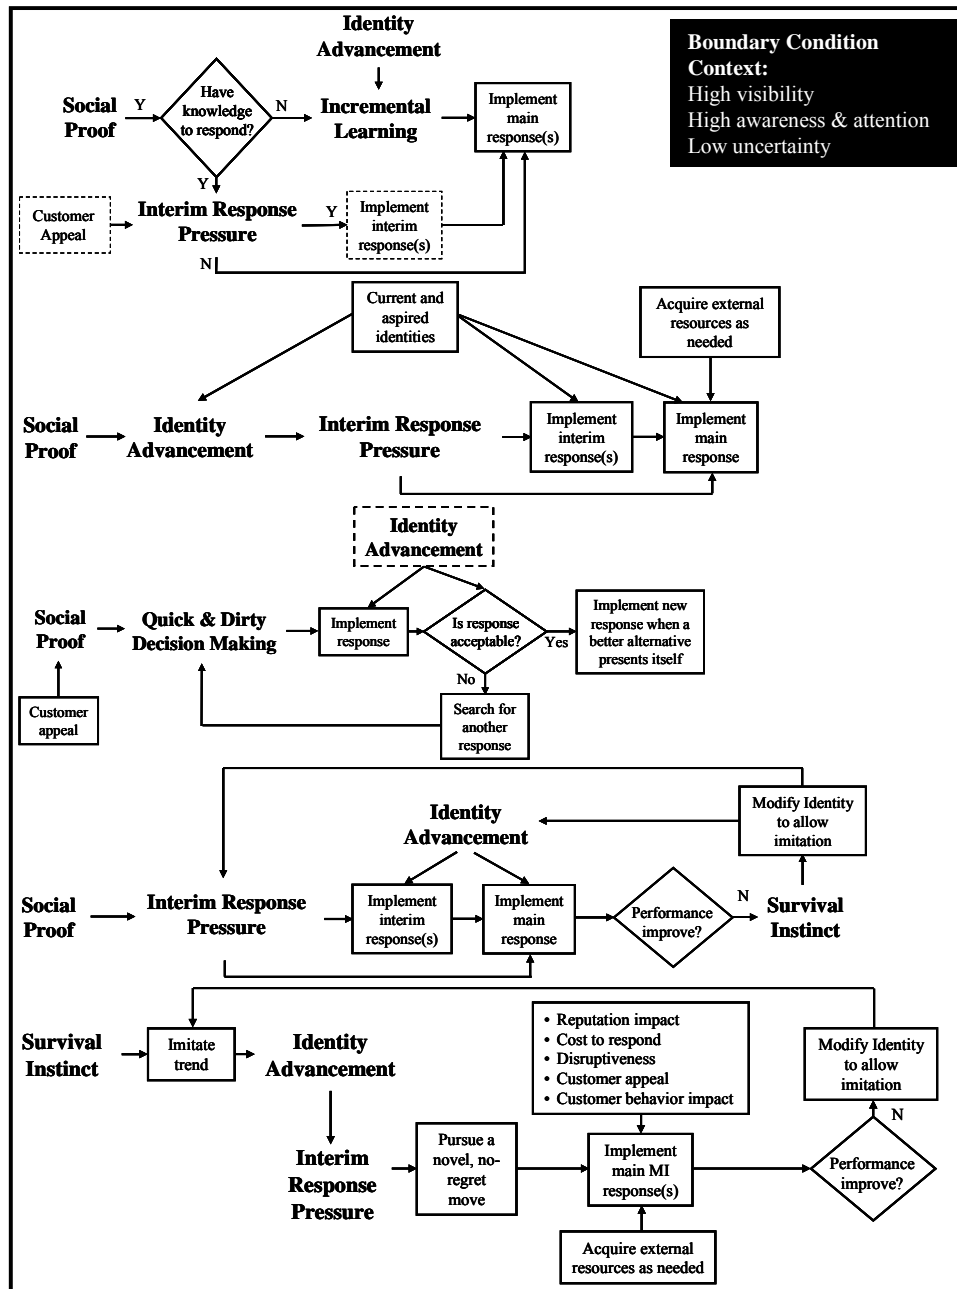 Identity
Advancement
Boundary Condition
Context:
High visibility
High awareness & attention
Low uncertainty
Social
Proof
Y
Have
knowledge
to respond?
N
Incremental
Learning
Implement
main
response(s)
Y
Customer
Appeal
Interim Response
Pressure
Y
Implement
interim
response(s)
N
Current and
aspired
identities
Acquire external
resources as
needed
Social
Proof
Identity
Advancement
Interim Response
Pressure
Implement
interim
response(s)
Implement
main
response
Identity
Advancement
Social
Proof
Quick & Dirty
Decision Making
Implement
response
Is response
acceptable?
Yes
Implement new
response when a
better alternative
presents itself
No
Customer
appeal
Search for
another
response
Identity
Advancement
Modify Identity
to allow
imitation
Social
Proof
Interim Response
Pressure
Implement
interim
response(s)
Implement
main
response
Performance
improve?
N
Survival
Instinct
Survival
Instinct
Imitate
trend
Identity
Advancement
• Reputation impact
• Cost to respond
• Disruptiveness
• Customer appeal
• Customer behavior impact
Modify Identity
to allow
imitation
N
Interim
Response
Pressure
Pursue a
novel, no-
regret
move
Implement
main MI
response(s)
Performance
improve?
Acquire external
resources as needed